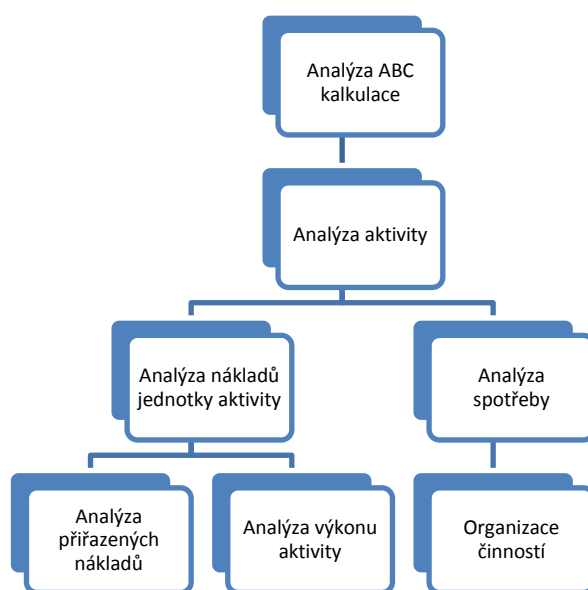 Analýza ABC
kalkulace
Analýza aktivity
Analýza nákladů
jednotky aktivity
Analýza
spotřeby
Analýza
přiřazených
nákladů
Analýza výkonu
aktivity
Organizace
činností